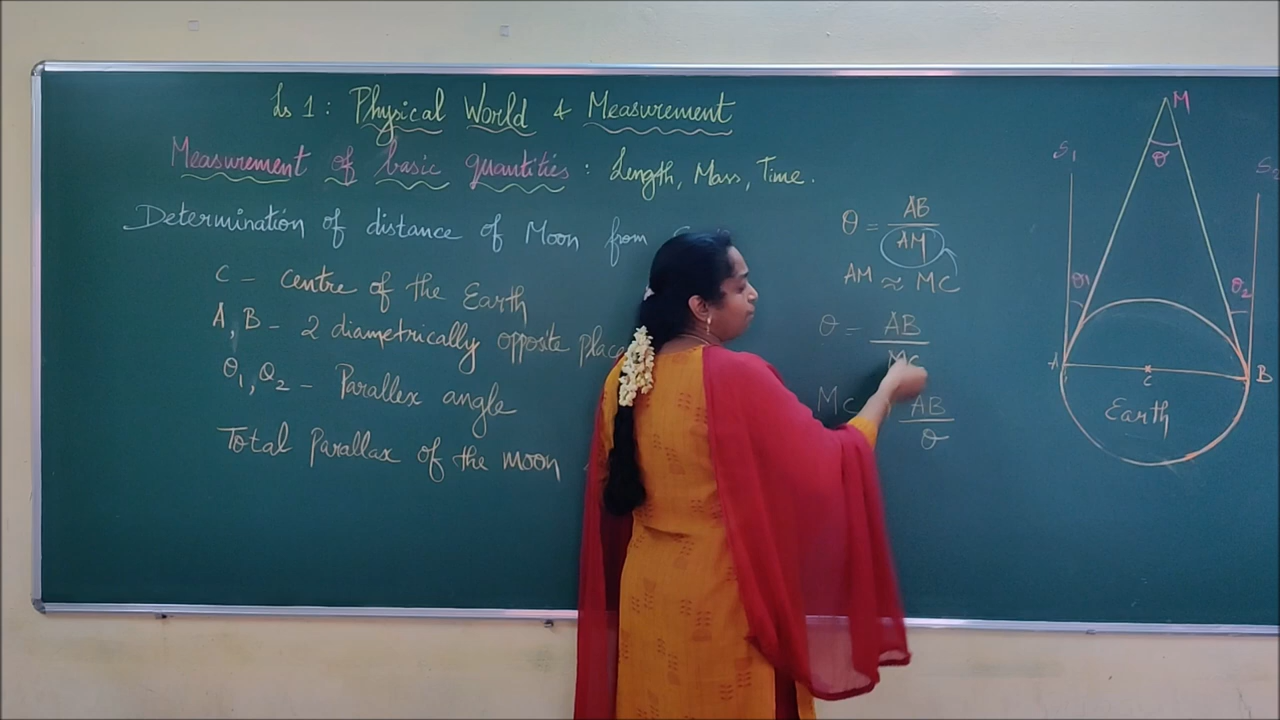 Ls 1 : Physical World & Measurement
Measurement of basic quantities : Length, Mass, Time.
Determination of distance of Moon from
C - centre of the Earth
A, B - 2 diametrically opposite place
θ1, θ2 - Parallex angle
Total Parallax of the moon
θ = AB / AM
AM ≈ MC
θ = AB / MC
MC AB / θ
M
θ
S1
S2
θ1
θ2
A
C
B
Earth